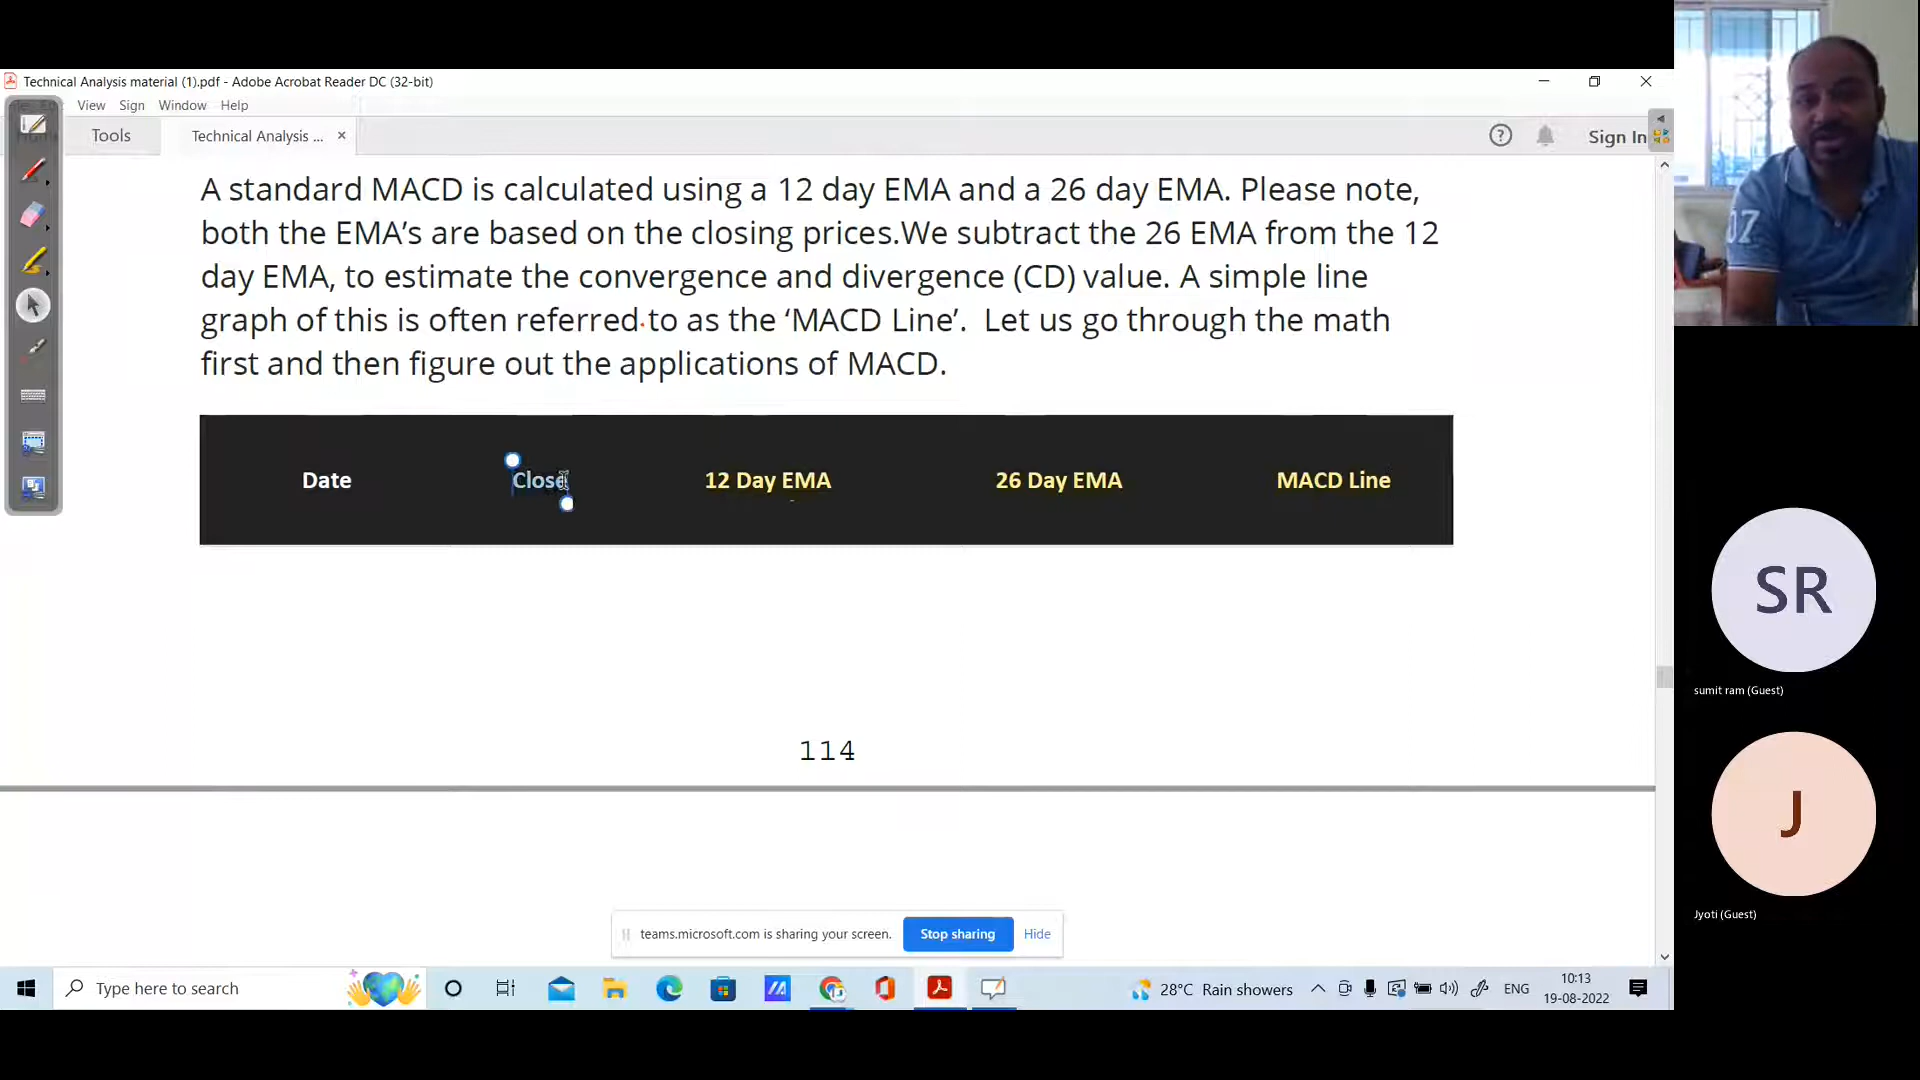 Technical Analysis material (1).pdf - Adobe Acrobat Reader DC (32-bit)
View Sign Window Help
Tools
Technical Analysis ... ×
Sign In
A standard MACD is calculated using a 12 day EMA and a 26 day EMA. Please note,
both the EMA’s are based on the closing prices.We subtract the 26 EMA from the 12
day EMA, to estimate the convergence and divergence (CD) value. A simple line
graph of this is often referred to as the ‘MACD Line’. Let us go through the math
first and then figure out the applications of MACD.
Date Close 12 Day EMA 26 Day EMA MACD Line
114
teams.microsoft.com is sharing your screen. Stop sharing Hide
Type here to search
28°C Rain showers
ENG
10:13
19-08-2022
07
SR
sumit ram (Guest)
J
Jyoti (Guest)